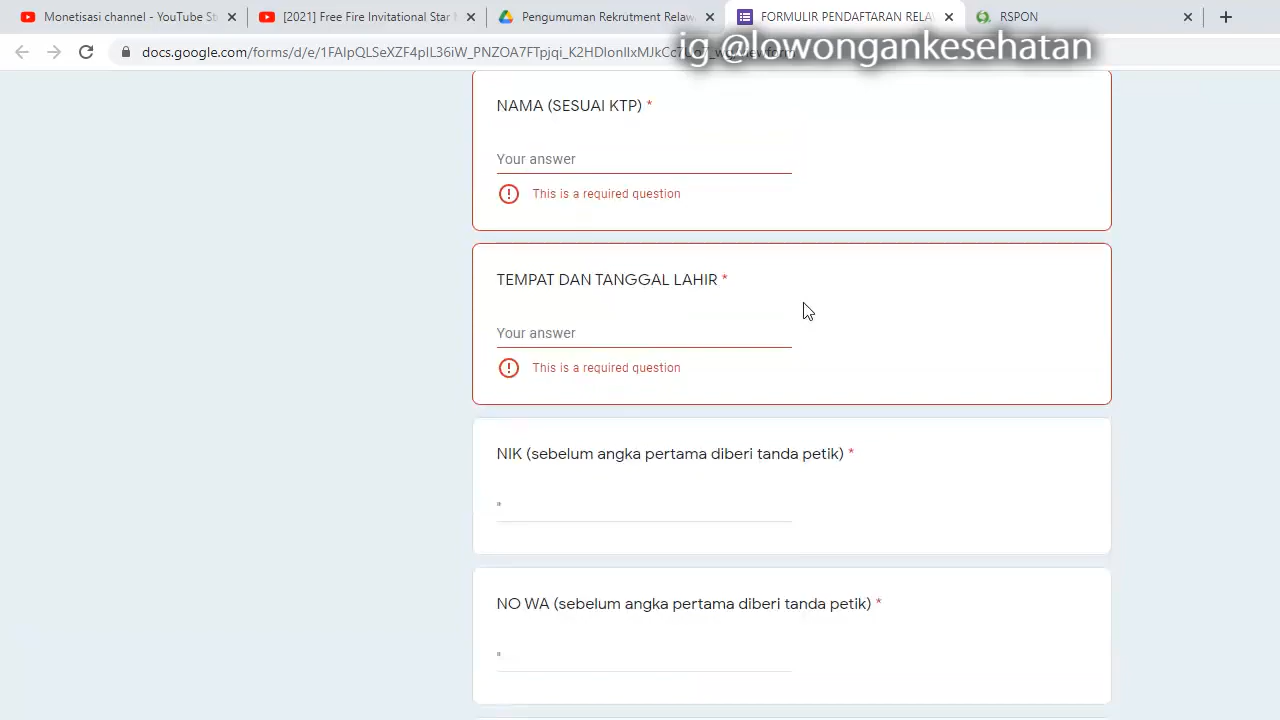 Monetisasi channel - YouTube St
[2021] Free Fire Invitational Star
Pengumuman Rekrutment Relaw
FORMULIR PENDAFTARAN RELA
RSPON
ig @lowongankesehatan
NAMA (SESUAI KTP) *
Your answer
This is a required question
TEMPAT DAN TANGGAL LAHIR *
Your answer
This is a required question
NIK (sebelum angka pertama diberi tanda petik) *
"
NO WA (sebelum angka pertama diberi tanda petik) *
"